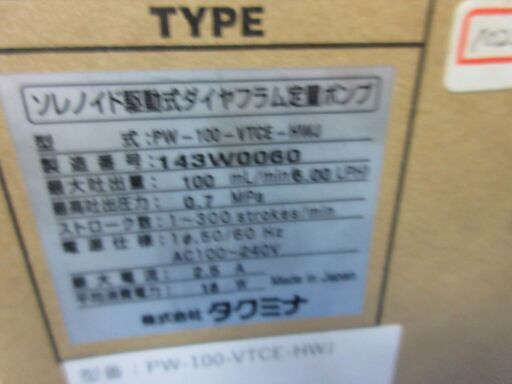 TYPE
ソレノイド駆動式ダイヤフラム定量ポンプ
型 式:PW-100-VTCE-HWJ
製造番号:143W0060
最大吐出量: 100 mL/min(6.00 LPH)
最高吐出圧力: 0.7 MPa
ストローク数:1~300 strokes/min
電源仕様:1ø.50/60 Hz
AC100~240V
最大電流: 2.5 A
平均消費電力: 18 W Made in Japan
株式会社 タクミナ
型番:PW-100-VTCE-HWJ